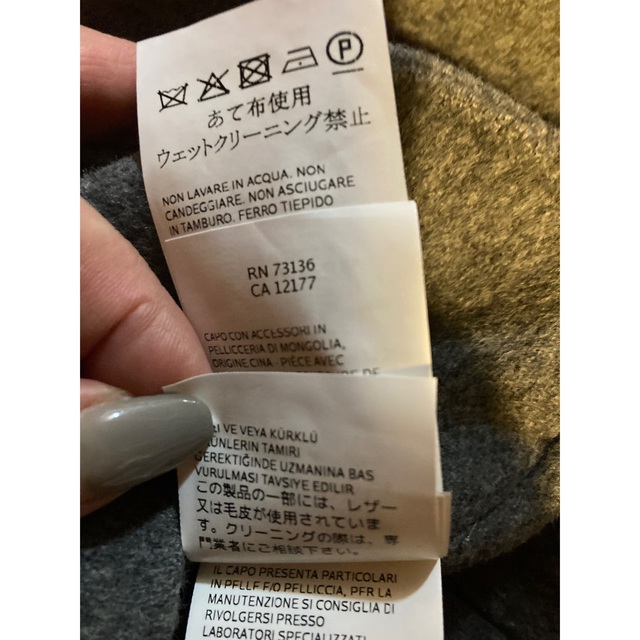 P
あて布使用
ウェットクリーニング禁止
NON LAVARE IN ACQUA. NON
CANDEGGIARE. NON ASCIUGARE
IN TAMBURO. FERRO TIEPIDO
RN 73136
CA 12177
CAPO CON ACCESSORI IN
PELLICCERIA DI MONGOLIA,
ORIGINE CINA - PIÈCE AVEC
DE
VE VEYA KÜRKLÜ
ÜRÜNLERIN TAMIRI
GEREKTIĞINDE UZMANINA BAS
VURULMASI TAVSIYE EDILIR
この製品の一部には、レザー
又は毛皮が使用されていま
す。クリーニングの際は、専
門業者にご相談下さい。
IL CAPO PRESENTA PARTICOLARI
IN PELLE E/O PELLICCIA, PER LA
MANUTENZIONE SI CONSIGLIA DI
RIVOLGERSI PRESSO
LABORATORI SPECIALIZZATI